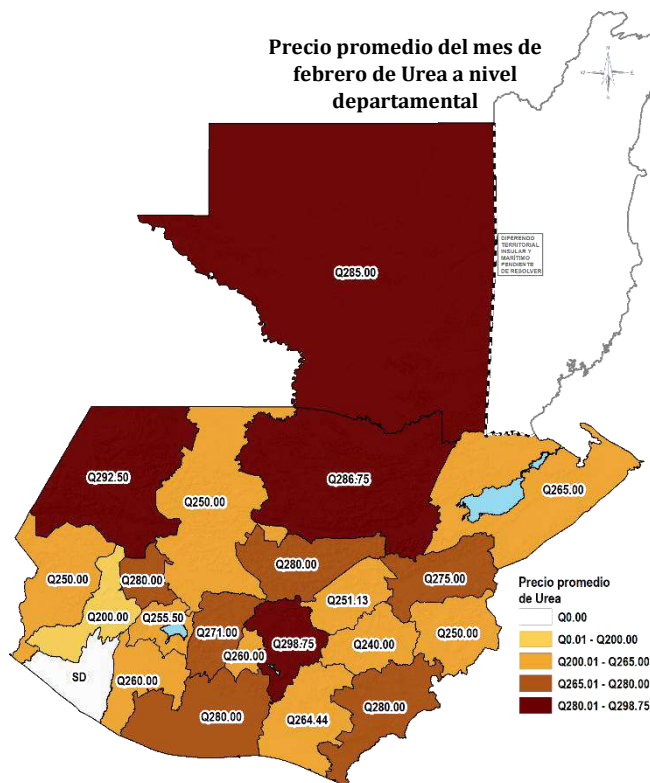 Precio promedio del mes de
febrero de Urea a nivel
departamental
N
E
DIFERENDO
TERRITORIAL
INSULAR Y
MARÍTIMO
PENDIENTE
DE RESOLVER
Q285.00
Q292.50
Q250.00
Q286.75
Q265.00
Q250.00
Q280.00
Q280.00
Q275.00
Q200.00
Q255.50
Q271.00
Q260.00
Q298.75
Q251.13
Q240.00
Q250.00
SD
Q260.00
Q280.00
Q264.44
Q280.00
Precio promedio
de Urea
Q0.00
Q0.01 - Q200.00
Q200.01 - Q265.00
Q265.01 - Q280.00
Q280.01 - Q298.75